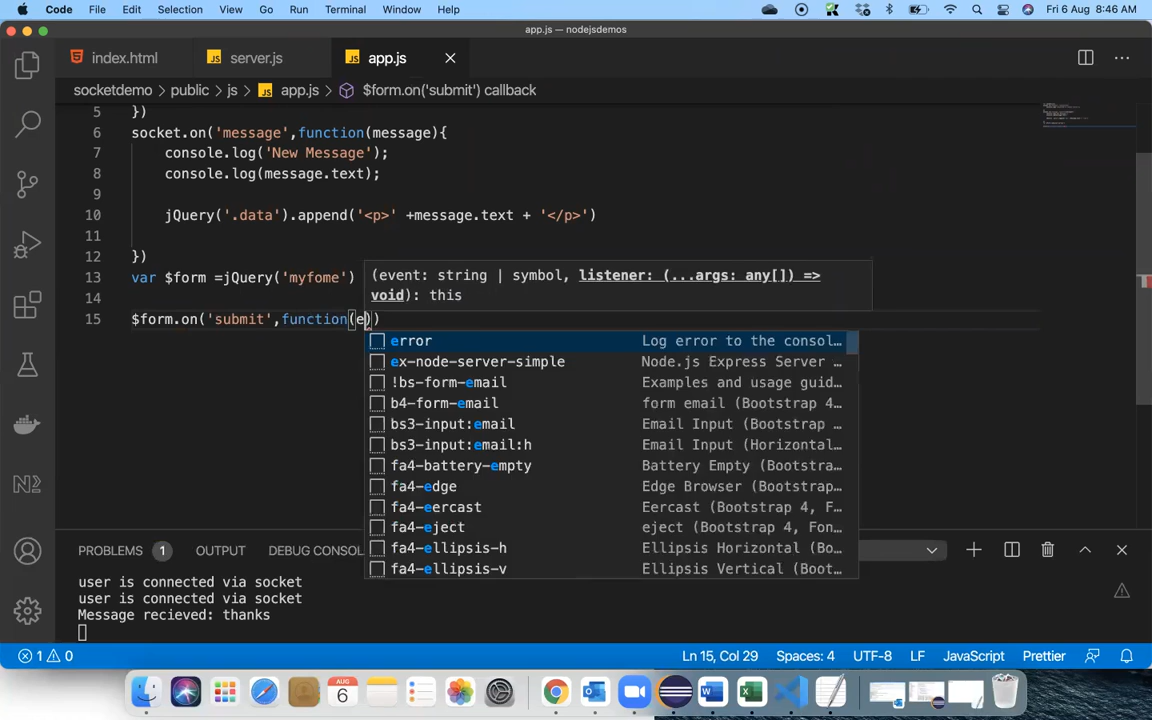 Code File Edit Selection View Go Run Terminal Window Help Fri 6 Aug 8:46 AM
app.js — nodejsdemos
index.html JS server.js JS app.js
socketdemo > public > js > JS app.js > $form.on('submit') callback
5 })
6 socket.on('message',function(message){
7 console.log('New Message');
8 console.log(message.text);
9
10 jQuery('.data').append('<p>' +message.text + '</p>')
11
12 })
13 var $form =jQuery('myfome')
(event: string | symbol, listener: (...args: any[]) =>
void): this
14
15 $form.on('submit',function(e))
error Log error to the consol…
ex-node-server-simple Node.js Express Server …
!bs-form-email Examples and usage guid…
b4-form-email form email (Bootstrap 4…
bs3-input:email Email Input (Bootstrap …
bs3-input:email:h Email Input (Horizontal…
fa4-battery-empty Battery Empty (Bootstra…
fa4-edge Edge Browser (Bootstrap…
fa4-eercast Eercast (Bootstrap 4, F…
fa4-eject eject (Bootstrap 4, Fon…
fa4-ellipsis-h Ellipsis Horizontal (Bo…
fa4-ellipsis-v Ellipsis Vertical (Boot…
PROBLEMS 1 OUTPUT DEBUG CONSOL
user is connected via socket
user is connected via socket
Message recieved: thanks
1 0 Ln 15, Col 29 Spaces: 4 UTF-8 LF JavaScript Prettier
AUG
6